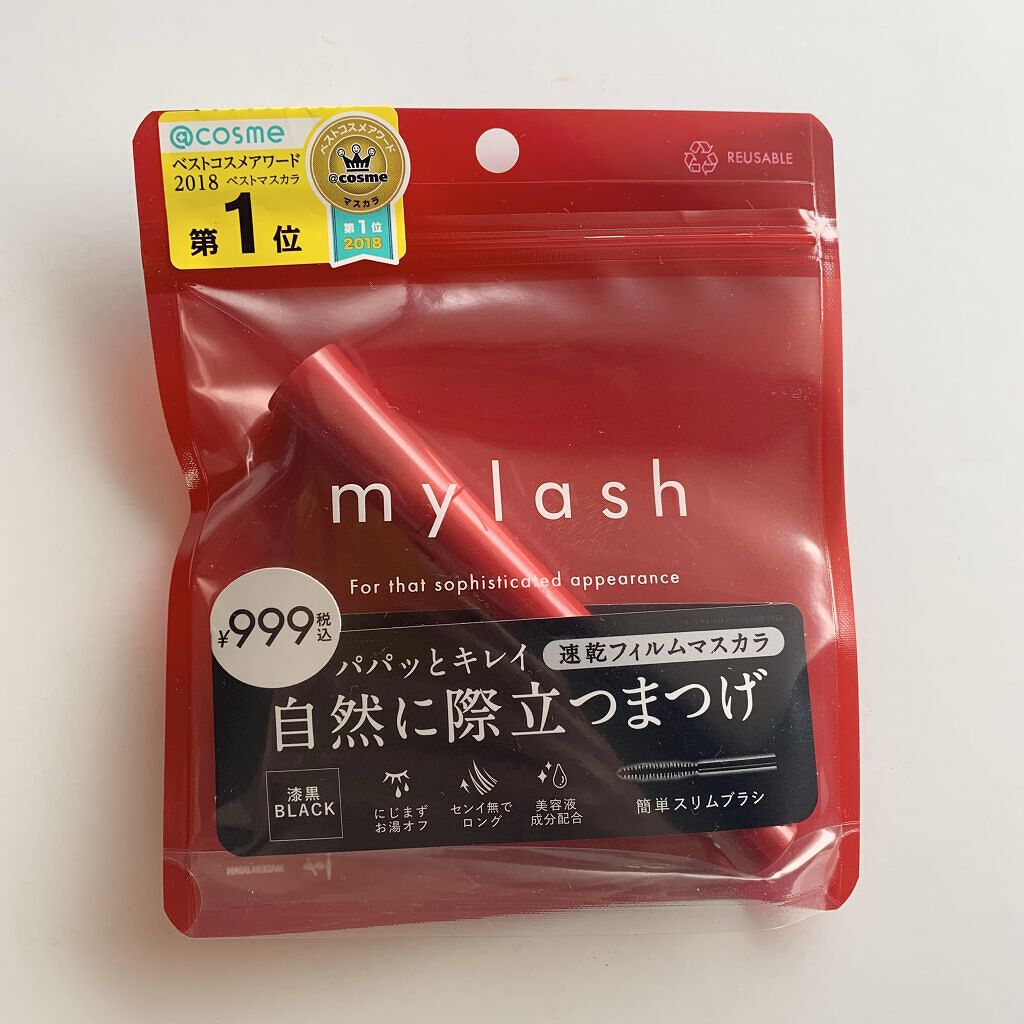 @cosme
ベストコスメアワード
2018 ベストマスカラ
第1位
ベストコスメアワード
@cosme
マスカラ
第1位
2018
REUSABLE
mylash
For that sophisticated appearance
¥999税込
パパッとキレイ 速乾フィルムマスカラ
自然に際立つまつげ
漆黒
BLACK
にじまず
お湯オフ
センイ無で
ロング
美容液
成分配合
簡単スリムブラシ